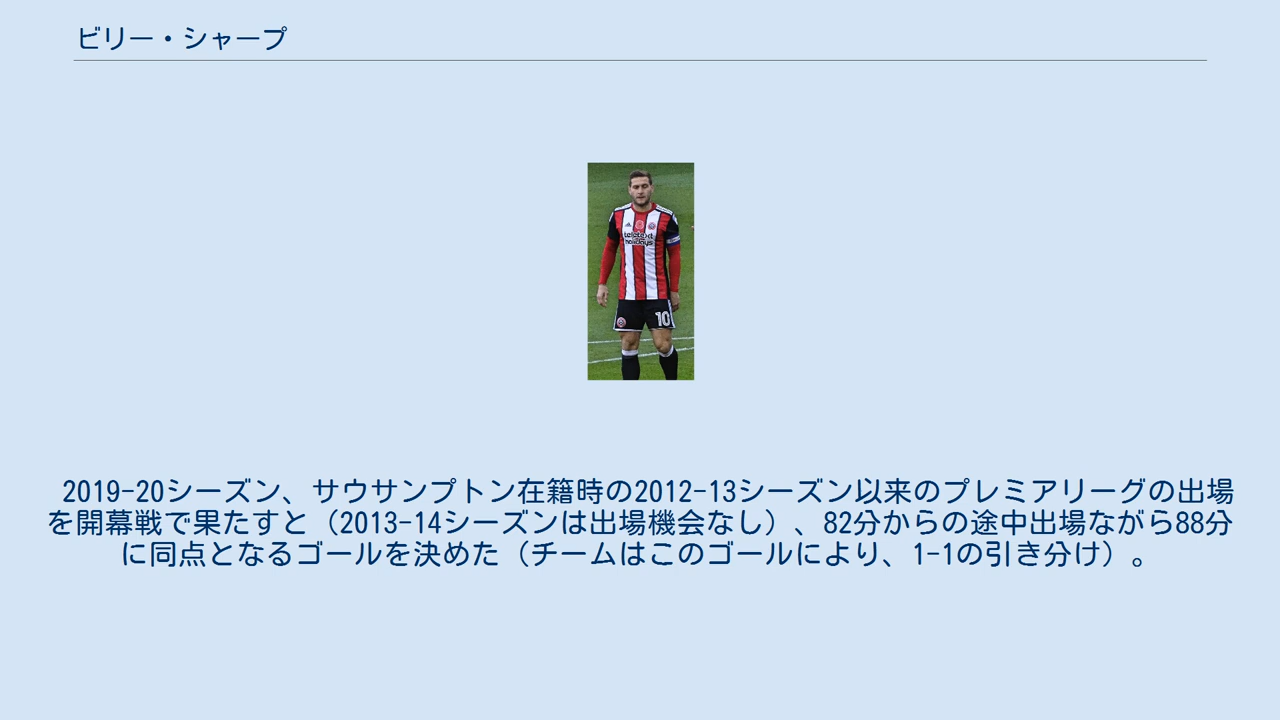 ビリー・シャープ
teletext
holidays
10
2019-20シーズン、サウサンプトン在籍時の2012-13シーズン以来のプレミアリーグの出場
を開幕戦で果たすと（2013-14シーズンは出場機会なし）、82分からの途中出場ながら88分
に同点となるゴールを決めた（チームはこのゴールにより、1-1の引き分け）。